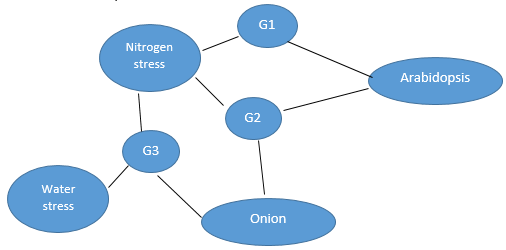 G1
Nitrogen
stress
Arabidopsis
G2
G3
Water
stress
Onion